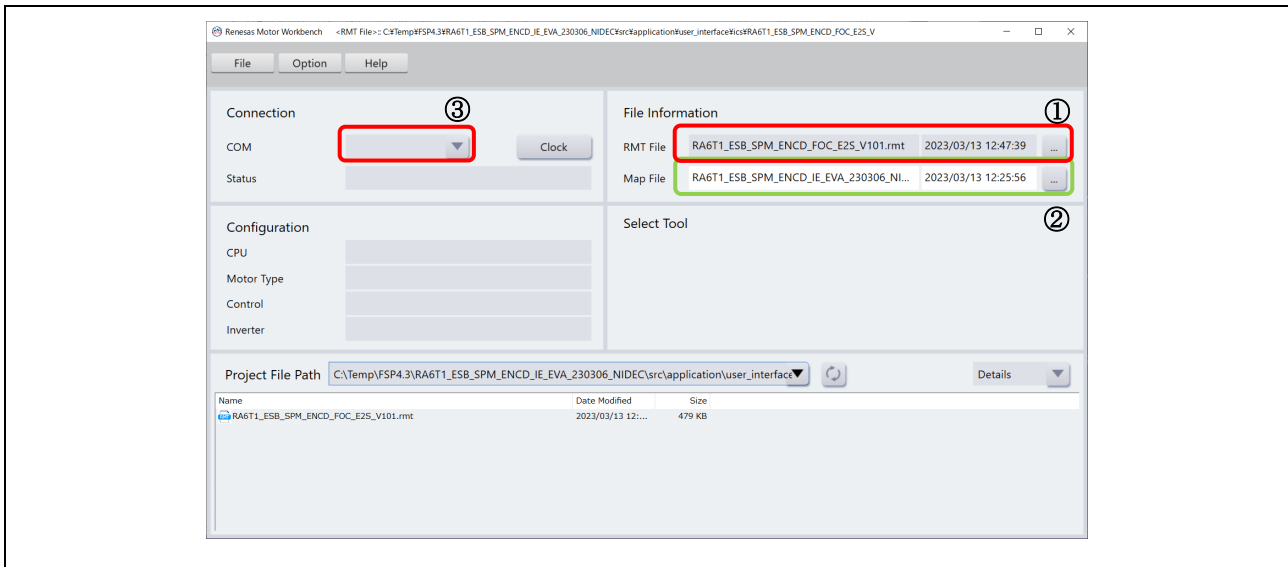 Renesas Motor Workbench <RMT File>:: C:¥Temp¥FSP4.3¥RA6T1_ESB_SPM_ENCD_IE_EVA_230306_NIDEC¥src¥application¥user_interface¥ics¥RA6T1_ESB_SPM_ENCD_FOC_E2S_V
File Option Help
Connection ③
COM Clock
Status
File Information ①
RMT File RA6T1_ESB_SPM_ENCD_FOC_E2S_V101.rmt 2023/03/13 12:47:39 ...
Map File RA6T1_ESB_SPM_ENCD_IE_EVA_230306_NI... 2023/03/13 12:25:56 ...
Configuration
CPU
Motor Type
Control
Inverter
Select Tool ②
Project File Path C:\Temp\FSP4.3\RA6T1_ESB_SPM_ENCD_IE_EVA_230306_NIDEC\src\application\user_interface Details
Name Date Modified Size
RA6T1_ESB_SPM_ENCD_FOC_E2S_V101.rmt 2023/03/13 12:... 479 KB